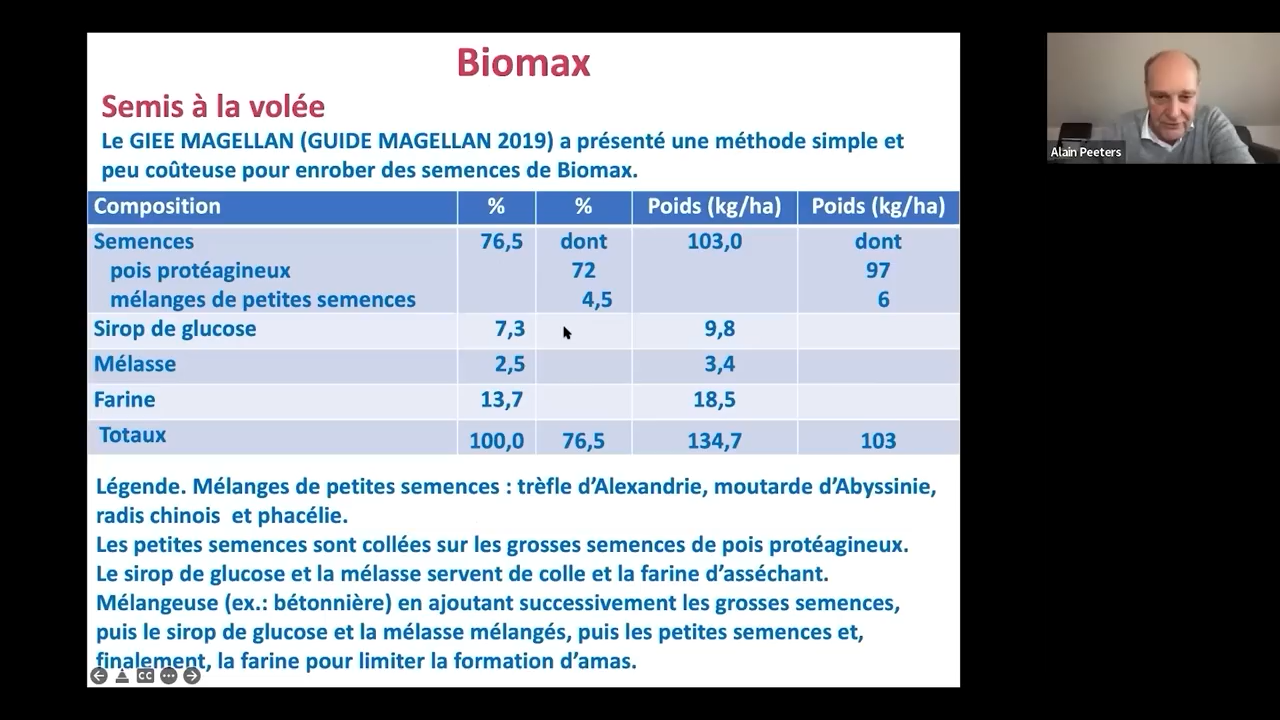 Biomax
Semis à la volée
Le GIEE MAGELLAN (GUIDE MAGELLAN 2019) a présenté une méthode simple et
peu coûteuse pour enrober des semences de Biomax.
Composition % % Poids (kg/ha) Poids (kg/ha)
Semences 76,5 dont 103,0 dont
pois protéagineux 72 97
mélanges de petites semences 4,5 6
Sirop de glucose 7,3 9,8
Mélasse 2,5 3,4
Farine 13,7 18,5
Totaux 100,0 76,5 134,7 103
Légende. Mélanges de petites semences : trèfle d’Alexandrie, moutarde d’Abyssinie,
radis chinois et phacélie.
Les petites semences sont collées sur les grosses semences de pois protéagineux.
Le sirop de glucose et la mélasse servent de colle et la farine d’asséchant.
Mélangeuse (ex.: bétonnière) en ajoutant successivement les grosses semences,
puis le sirop de glucose et la mélasse mélangés, puis les petites semences et,
finalement, la farine pour limiter la formation d’amas.
CC
Alain Peeters